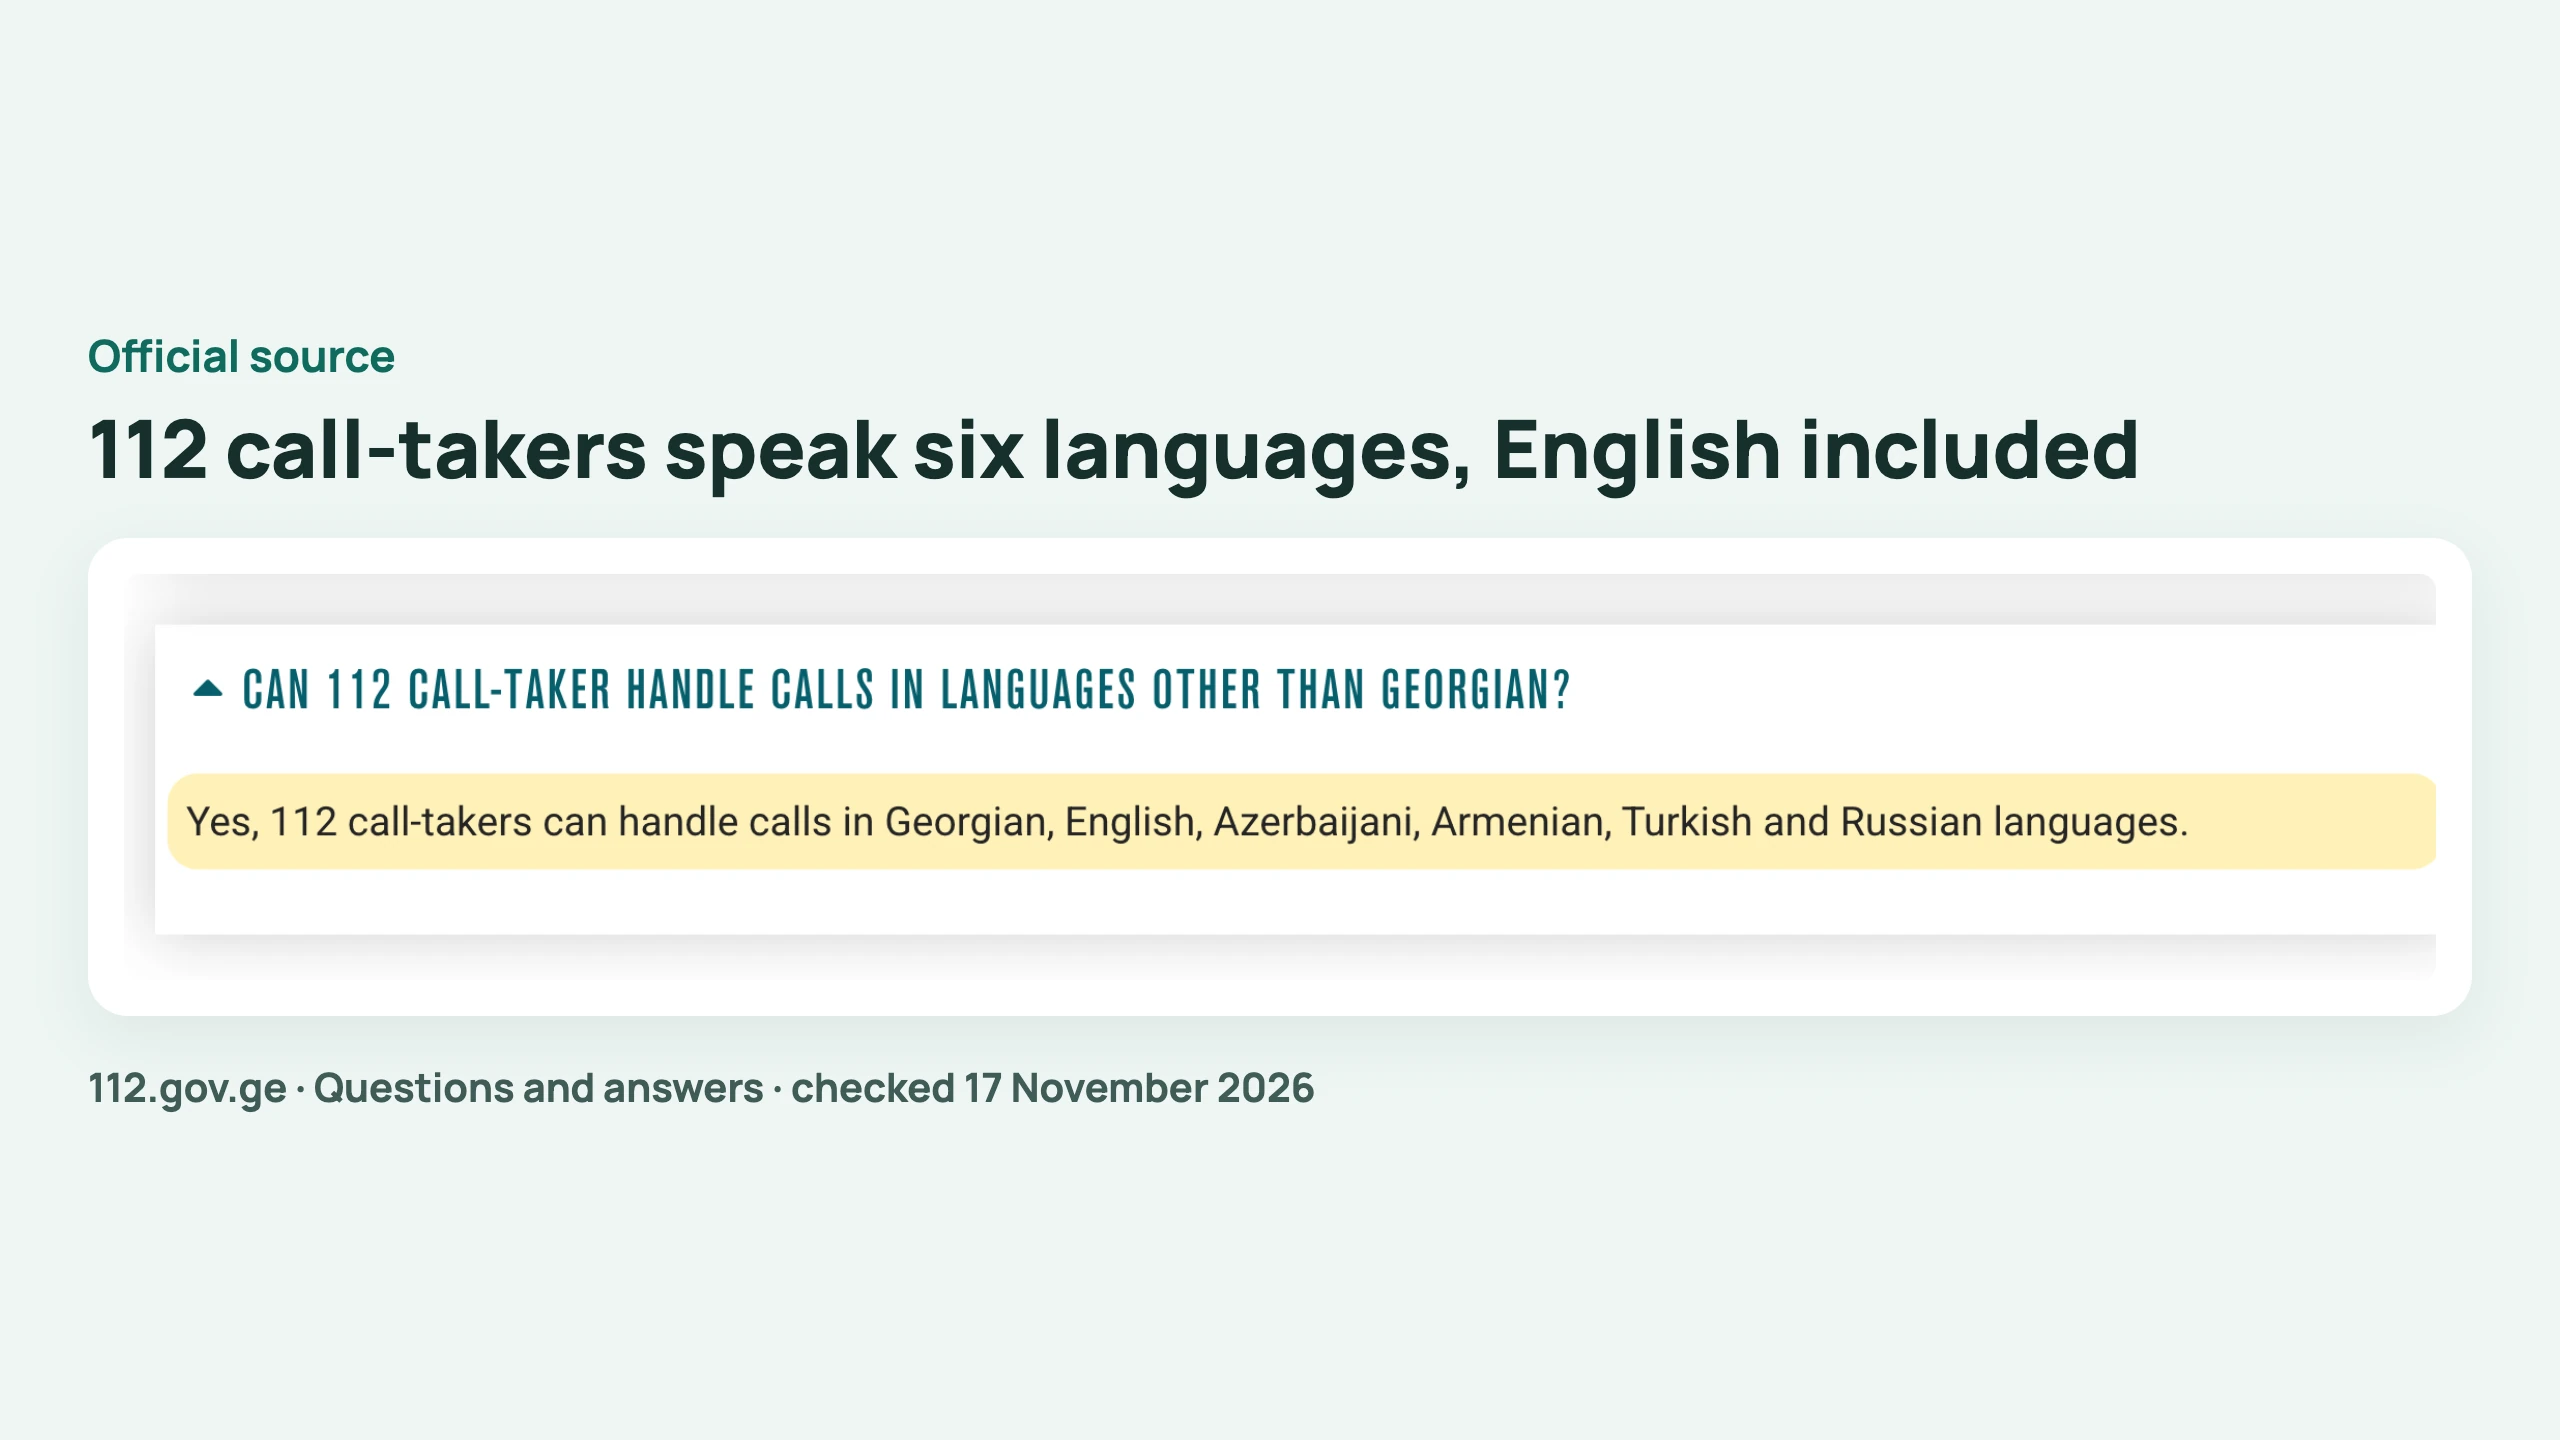 Official source
112 call-takers speak six languages, English included
CAN 112 CALL-TAKER HANDLE CALLS IN LANGUAGES OTHER THAN GEORGIAN?
Yes, 112 call-takers can handle calls in Georgian, English, Azerbaijani, Armenian, Turkish and Russian languages.
112.gov.ge · Questions and answers · checked 17 November 2026